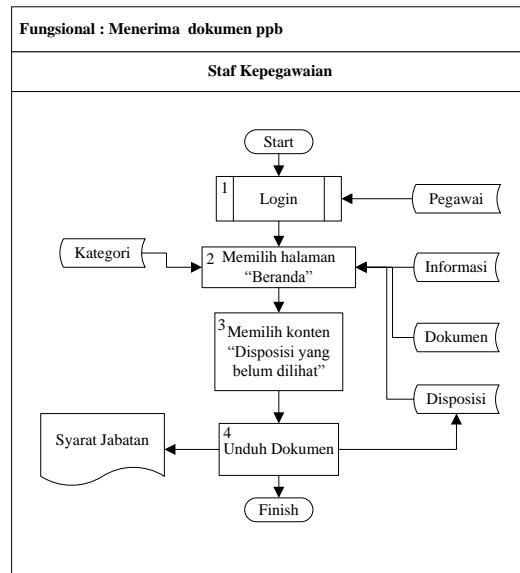 Fungsional : Menerima  dokumen ppb
Staf Kepegawaian
Start
1
Login
Pegawai
Kategori
2
Memilih halaman
“Beranda”
Informasi
3
Memilih konten
“Disposisi yang
belum dilihat”
Dokumen
Disposisi
Syarat Jabatan
4
Unduh Dokumen
Finish